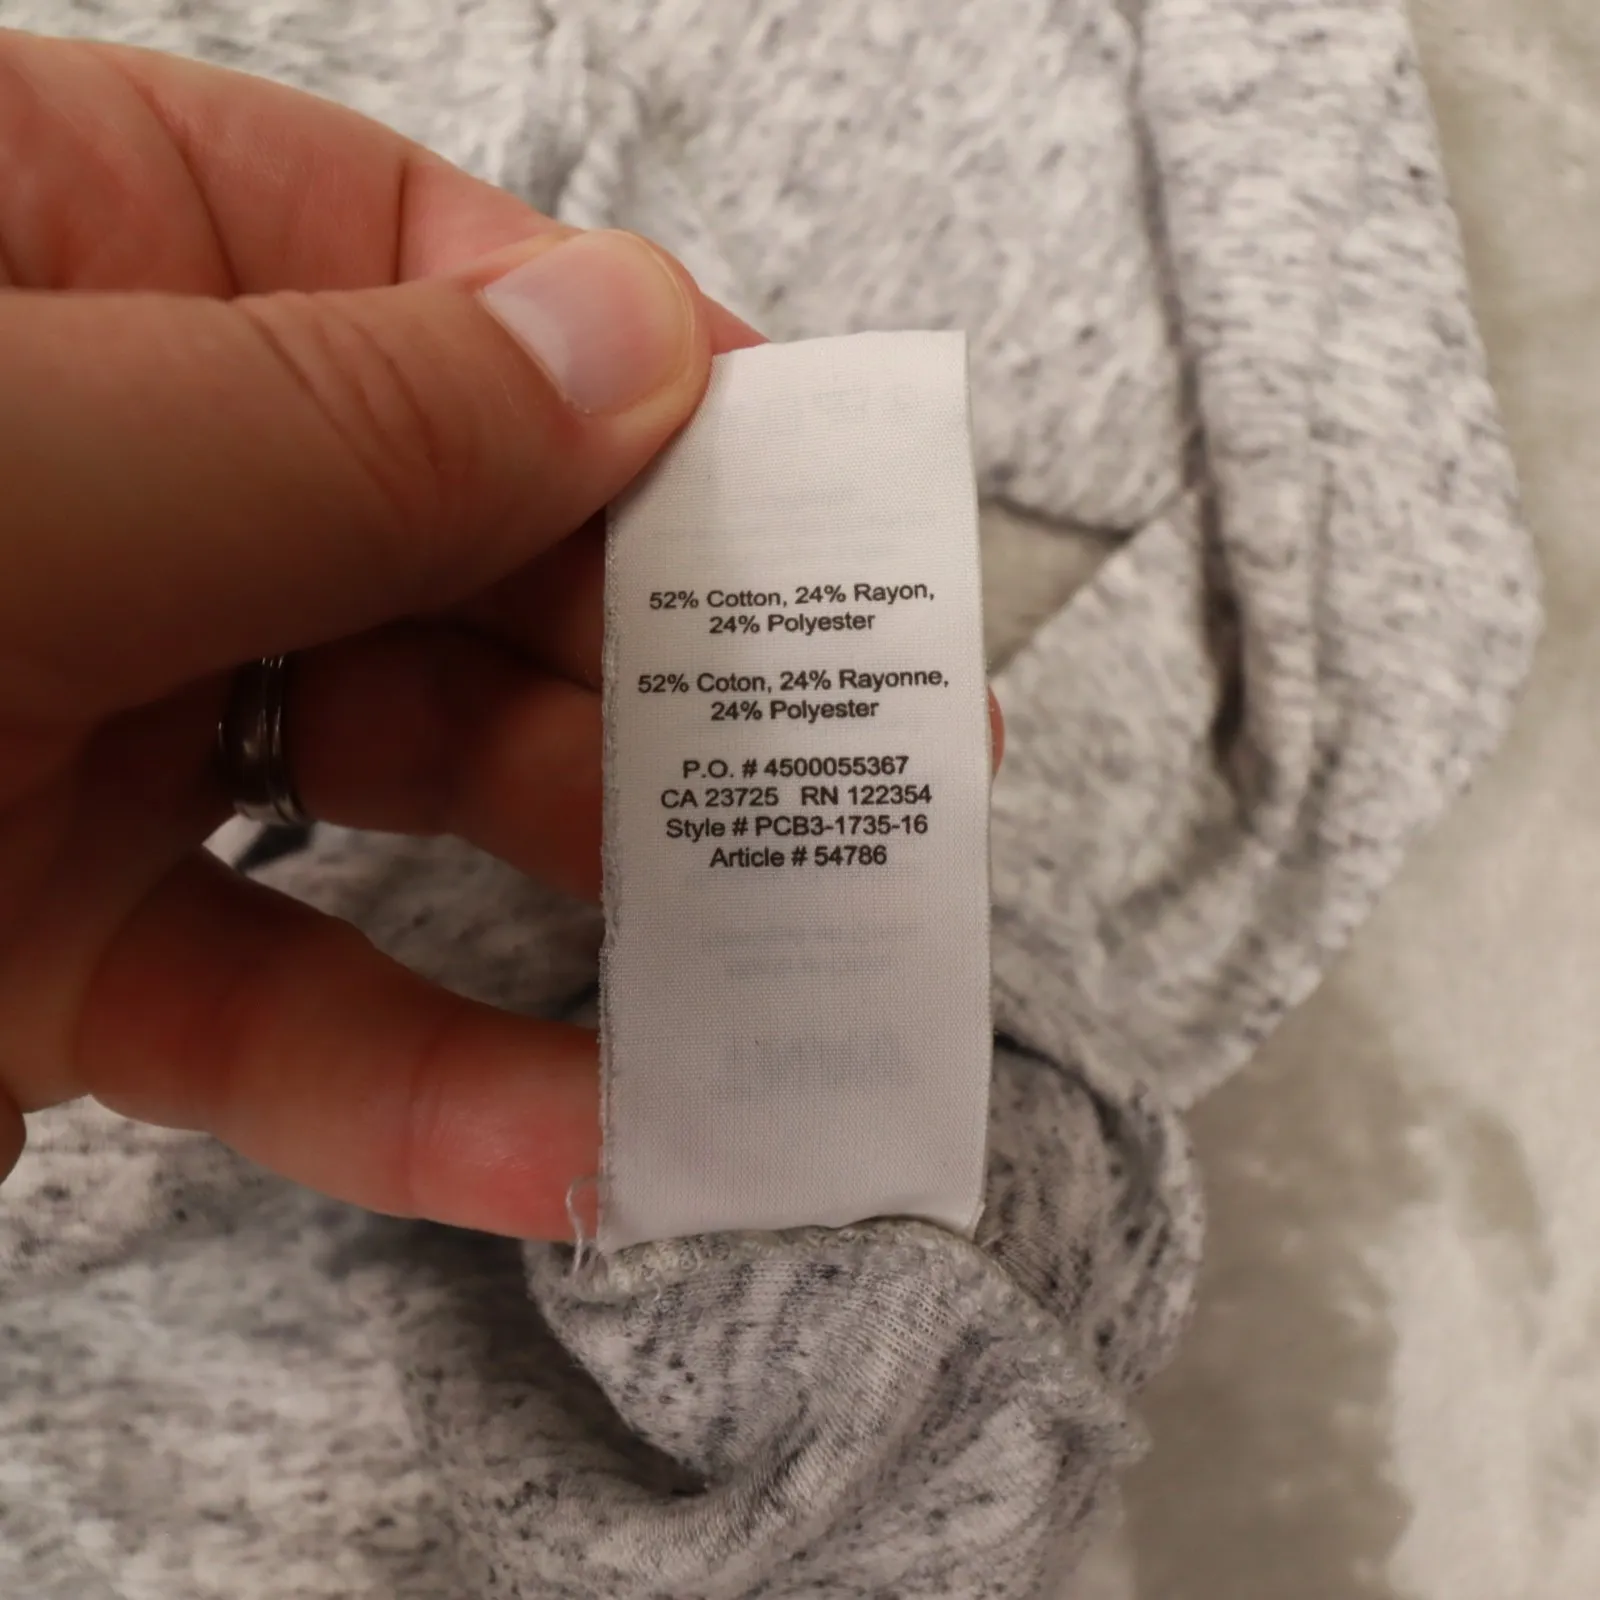 52% Cotton, 24% Rayon,
24% Polyester
52% Coton, 24% Rayonne,
24% Polyester
P.O. # 4500055367
CA 23725 RN 122354
Style # PCB3-1735-16
Article # 54786